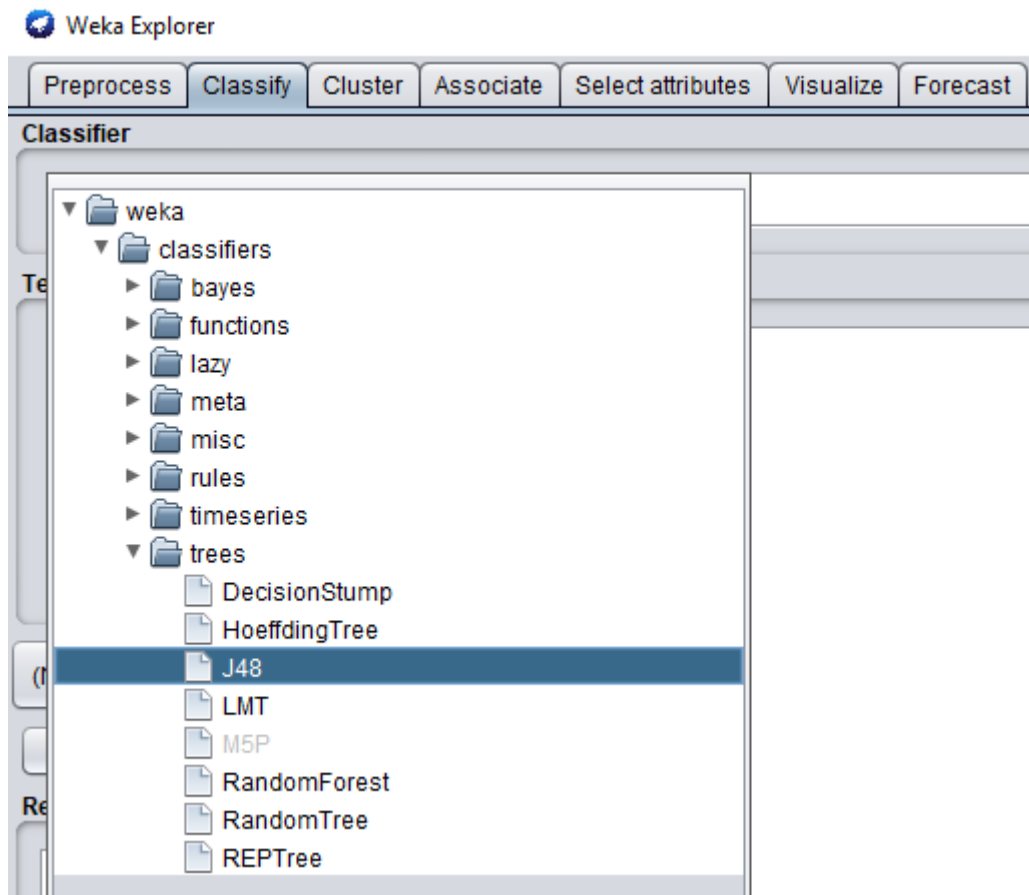 Weka Explorer
Preprocess Classify Cluster Associate Select attributes Visualize Forecast
Classifier
weka
classifiers
bayes
functions
lazy
meta
misc
rules
timeseries
trees
DecisionStump
HoeffdingTree
J48
LMT
M5P
RandomForest
RandomTree
REPTree